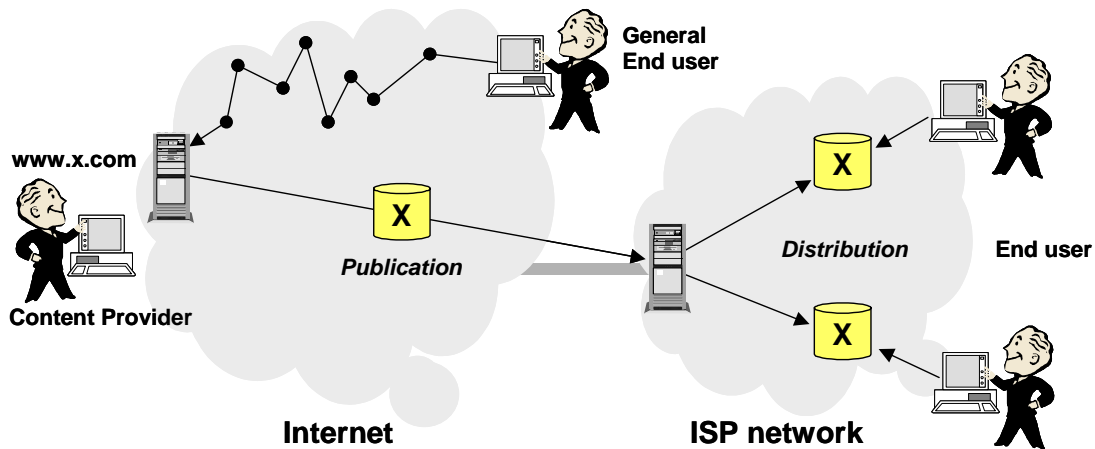 General
End user
www.x.com
X
X
Publication
Distribution
End user
Content Provider
X
Internet
ISP network